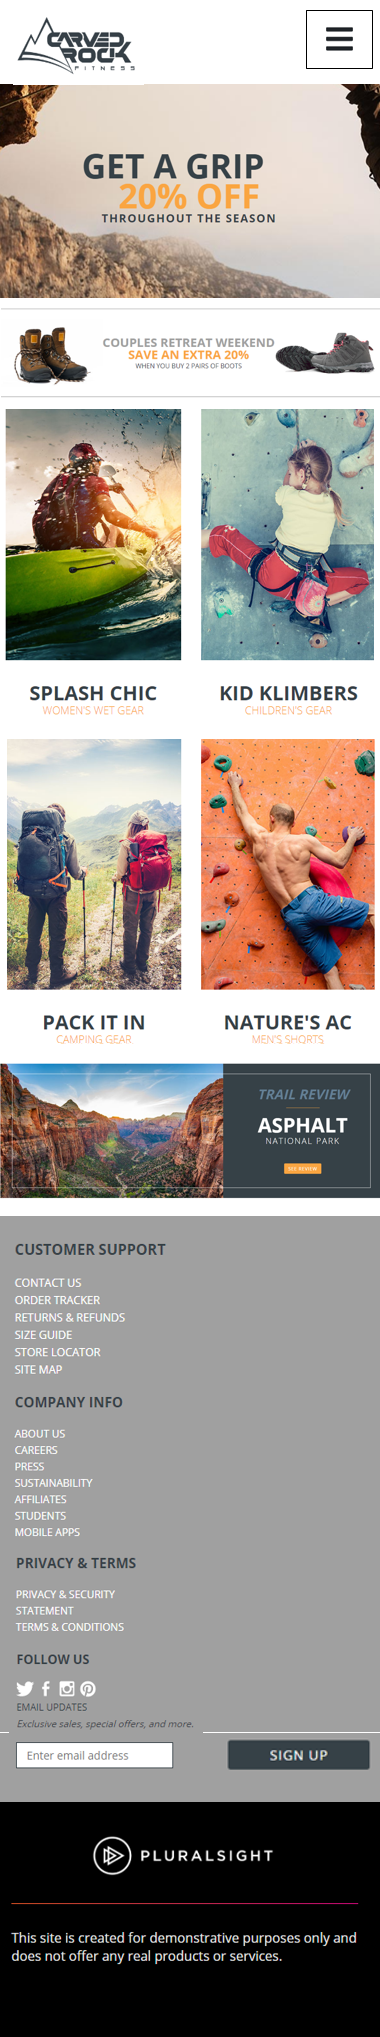 CARVED
ROCK
FITNESS
GET A GRIP
20% OFF
THROUGHOUT THE SEASON
COUPLES RETREAT WEEKEND
SAVE AN EXTRA 20%
WHEN YOU BUY 2 PAIRS OF BOOTS
SPLASH CHIC
WOMEN'S WET GEAR
KID KLIMBERS
CHILDREN'S GEAR
PACK IT IN
CAMPING GEAR
NATURE'S AC
MEN'S SHORTS
TRAIL REVIEW
ASPHALT
NATIONAL PARK
SEE REVIEW
CUSTOMER SUPPORT
CONTACT US
ORDER TRACKER
RETURNS & REFUNDS
SIZE GUIDE
STORE LOCATOR
SITE MAP
COMPANY INFO
ABOUT US
CAREERS
PRESS
SUSTAINABILITY
AFFILIATES
STUDENTS
MOBILE APPS
PRIVACY & TERMS
PRIVACY & SECURITY
STATEMENT
TERMS & CONDITIONS
FOLLOW US
EMAIL UPDATES
Exclusive sales, special offers, and more.
Enter email address
SIGN UP
PLURALSIGHT
This site is created for demonstrative purposes only and
does not offer any real products or services.